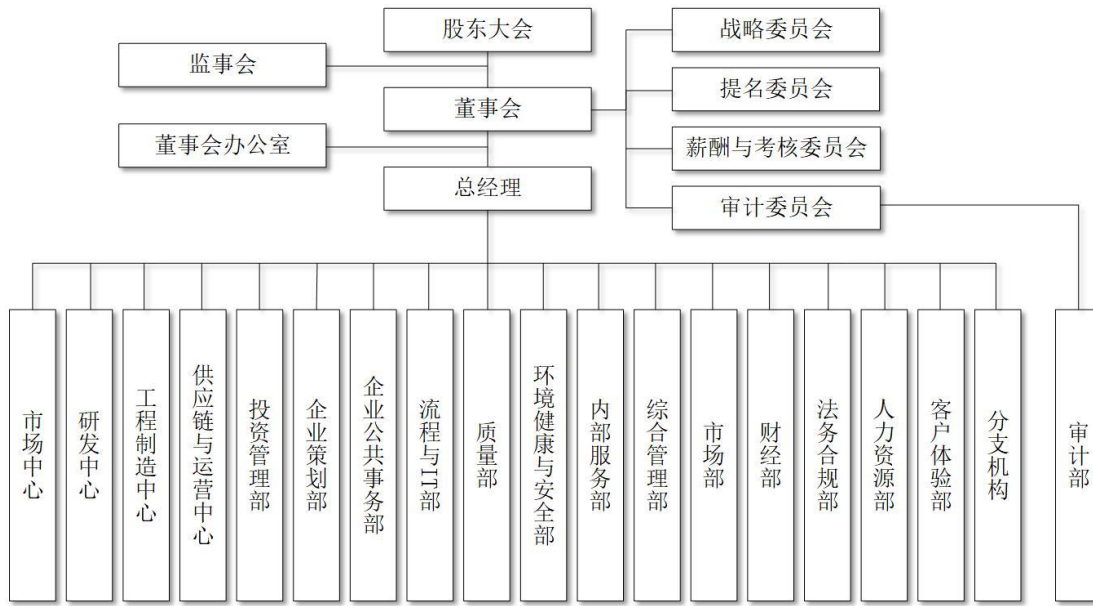 股东大会
战略委员会
监事会
提名委员会
董事会
董事会办公室
薪酬与考核委员会
总经理
审计委员会
市场中心
研发中心
工程制造中心
供应链与运营中心
投资管理部
企业策划部
企业公共事务部
流程与IT部
质量部
环境健康与安全部
内部服务部
综合管理部
市场部
财经部
法务合规部
人力资源部
客户体验部
分支机构
审计部